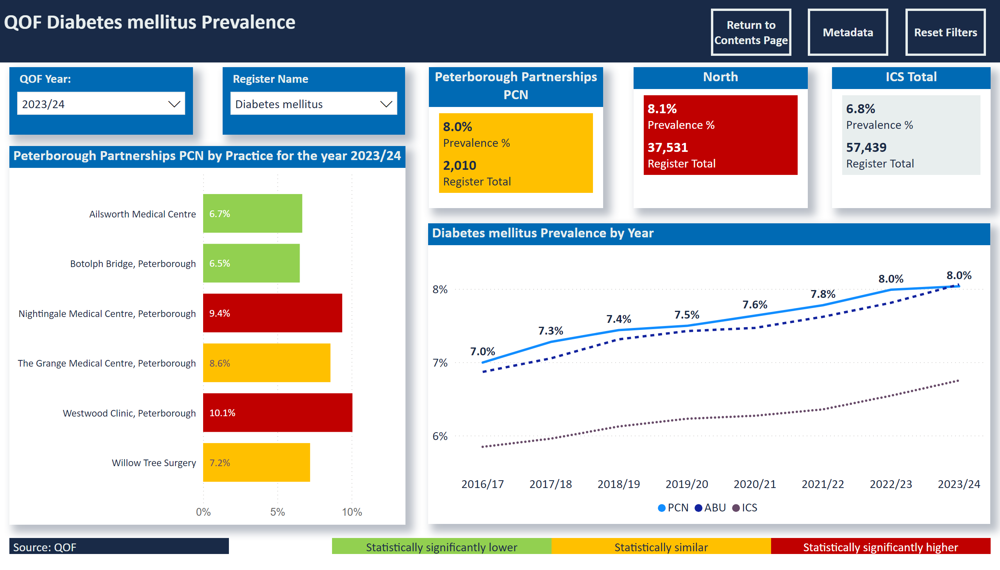 QOF Diabetes mellitus Prevalence
Return to
Contents Page
Metadata
Reset Filters
QOF Year:
2023/24
Register Name
Diabetes mellitus
Peterborough Partnerships
PCN
8.0%
Prevalence %
2,010
Register Total
North
8.1%
Prevalence %
37,531
Register Total
ICS Total
6.8%
Prevalence %
57,439
Register Total
Peterborough Partnerships PCN by Practice for the year 2023/24
Ailsworth Medical Centre 6.7%
Botolph Bridge, Peterborough 6.5%
Nightingale Medical Centre, Peterborough 9.4%
The Grange Medical Centre, Peterborough 8.6%
Westwood Clinic, Peterborough 10.1%
Willow Tree Surgery 7.2%
0% 5% 10%
Diabetes mellitus Prevalence by Year
8%
7%
6%
7.0% 7.3% 7.4% 7.5% 7.6% 7.8% 8.0% 8.0%
2016/17 2017/18 2018/19 2019/20 2020/21 2021/22 2022/23 2023/24
PCN ABU ICS
Source: QOF
Statistically significantly lower
Statistically similar
Statistically significantly higher